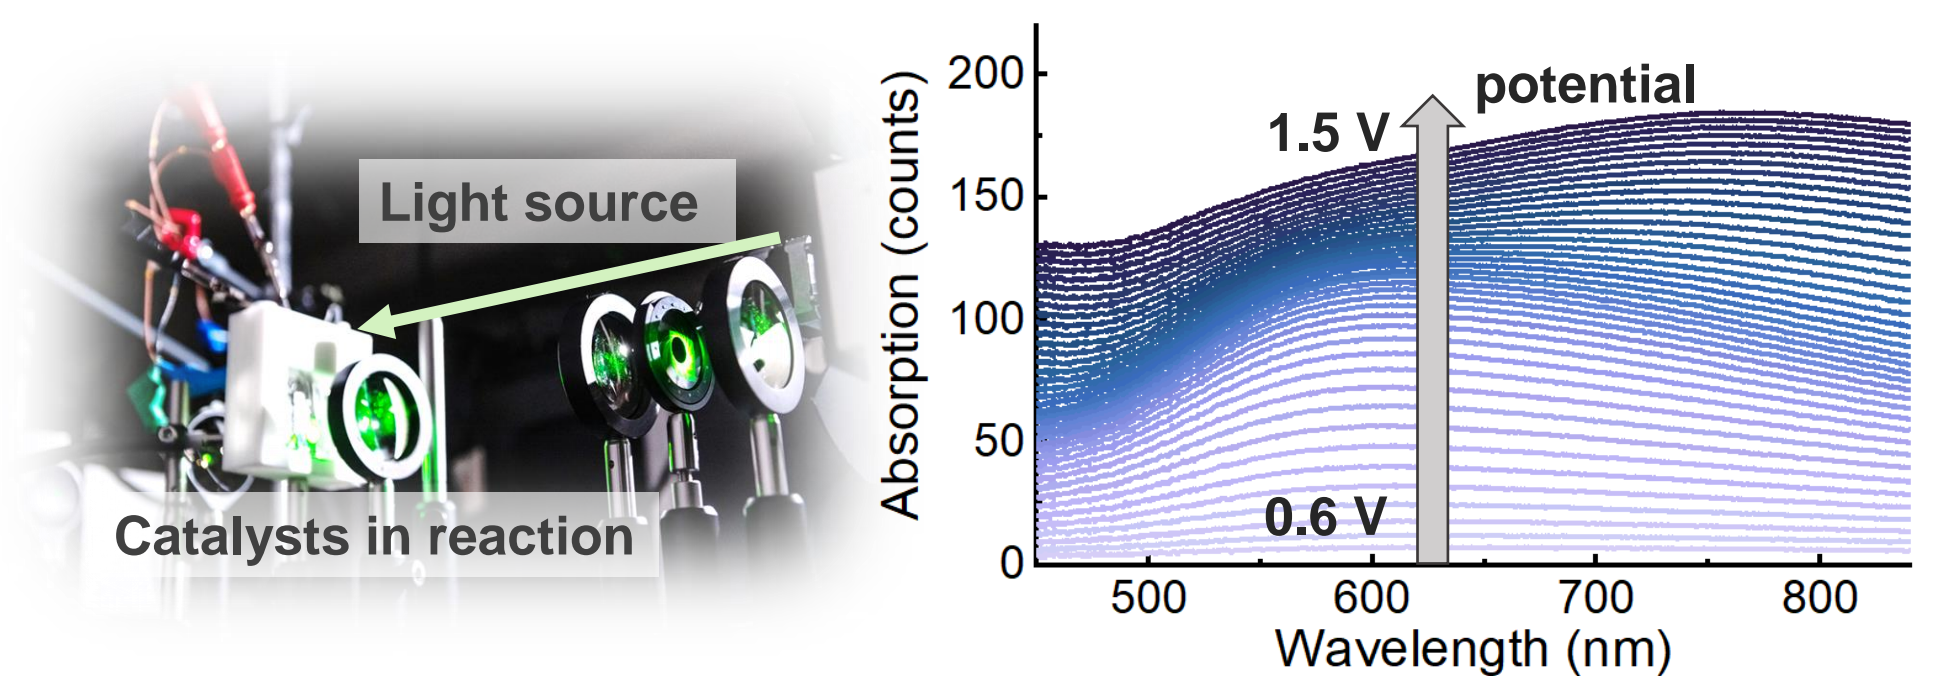 Light source
Catalysts in reaction
Absorption (counts)
200
150
100
50
0
potential
1.5 V
0.6 V
500
600
700
800
Wavelength (nm)